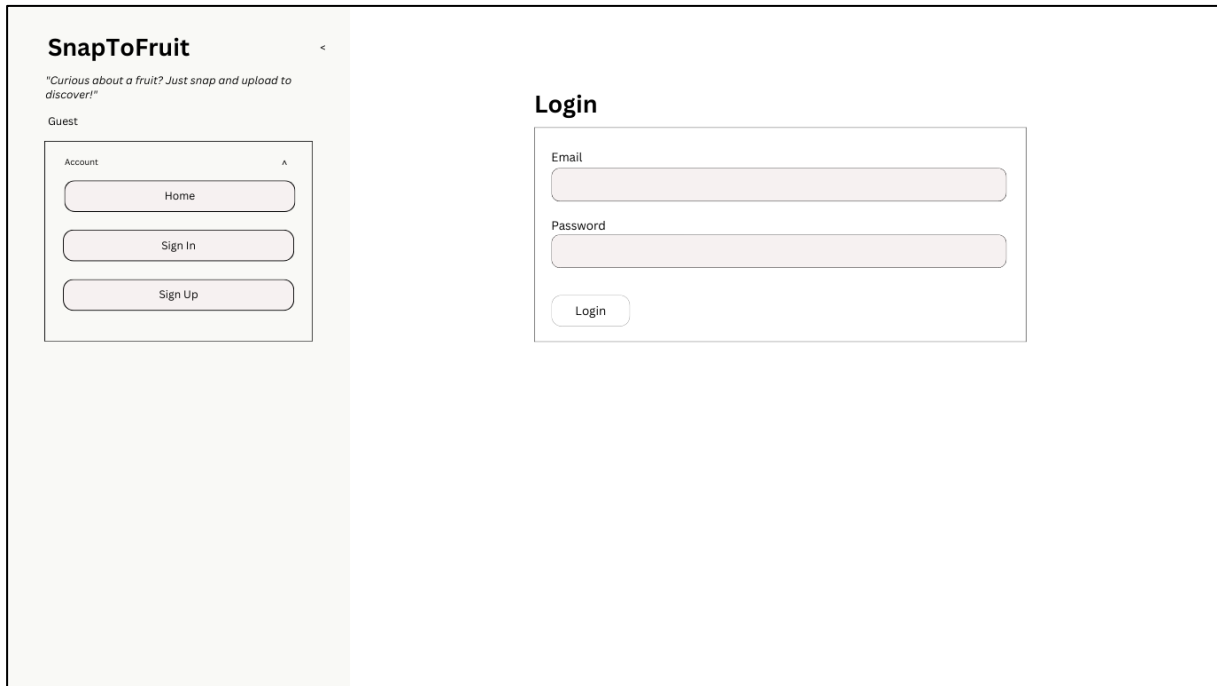 SnapToFruit
<
"Curious about a fruit? Just snap and upload to
discover!"
Guest
Account
^
Home
Sign In
Sign Up
Login
Email
Password
Login